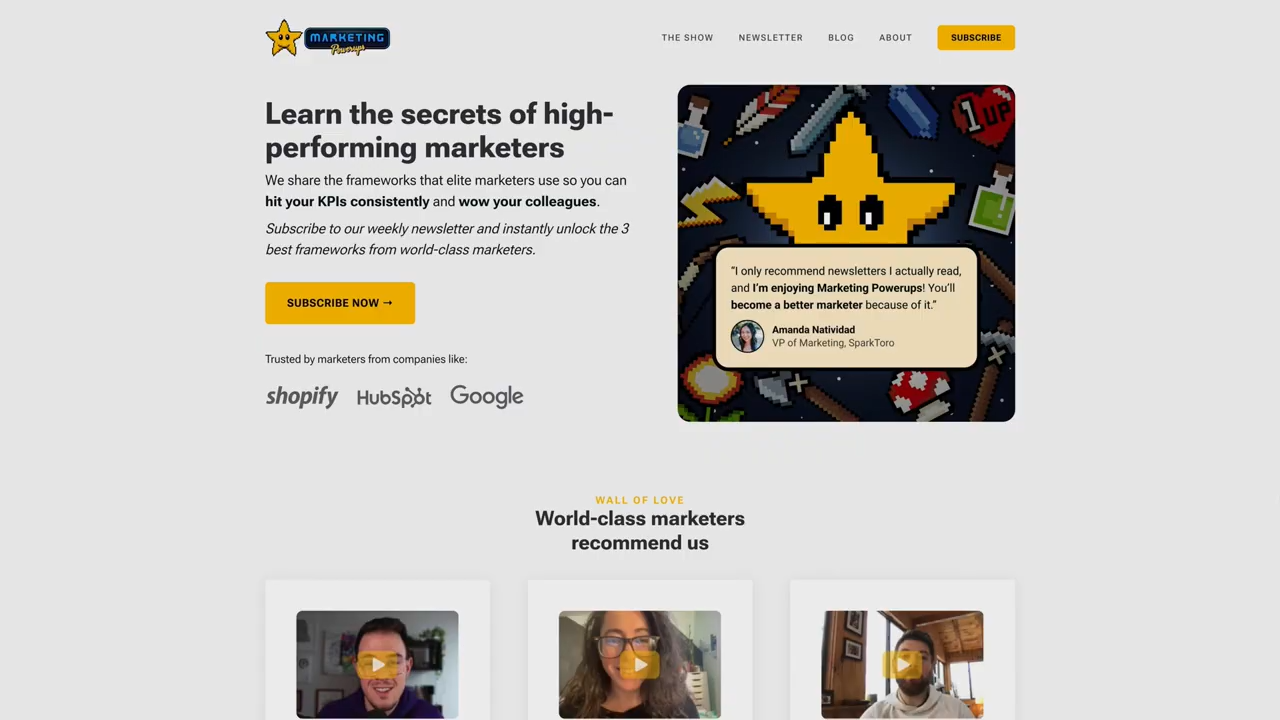 MARKETING
Powerups
THE SHOW
NEWSLETTER
BLOG
ABOUT
SUBSCRIBE
Learn the secrets of high-
performing marketers
We share the frameworks that elite marketers use so you can
hit your KPIs consistently and wow your colleagues.
Subscribe to our weekly newsletter and instantly unlock the 3
best frameworks from world-class marketers.
SUBSCRIBE NOW →
Trusted by marketers from companies like:
shopify
HubSpot
Google
1UP
“I only recommend newsletters I actually read,
and I’m enjoying Marketing Powerups! You’ll
become a better marketer because of it.”
Amanda Natividad
VP of Marketing, SparkToro
WALL OF LOVE
World-class marketers
recommend us